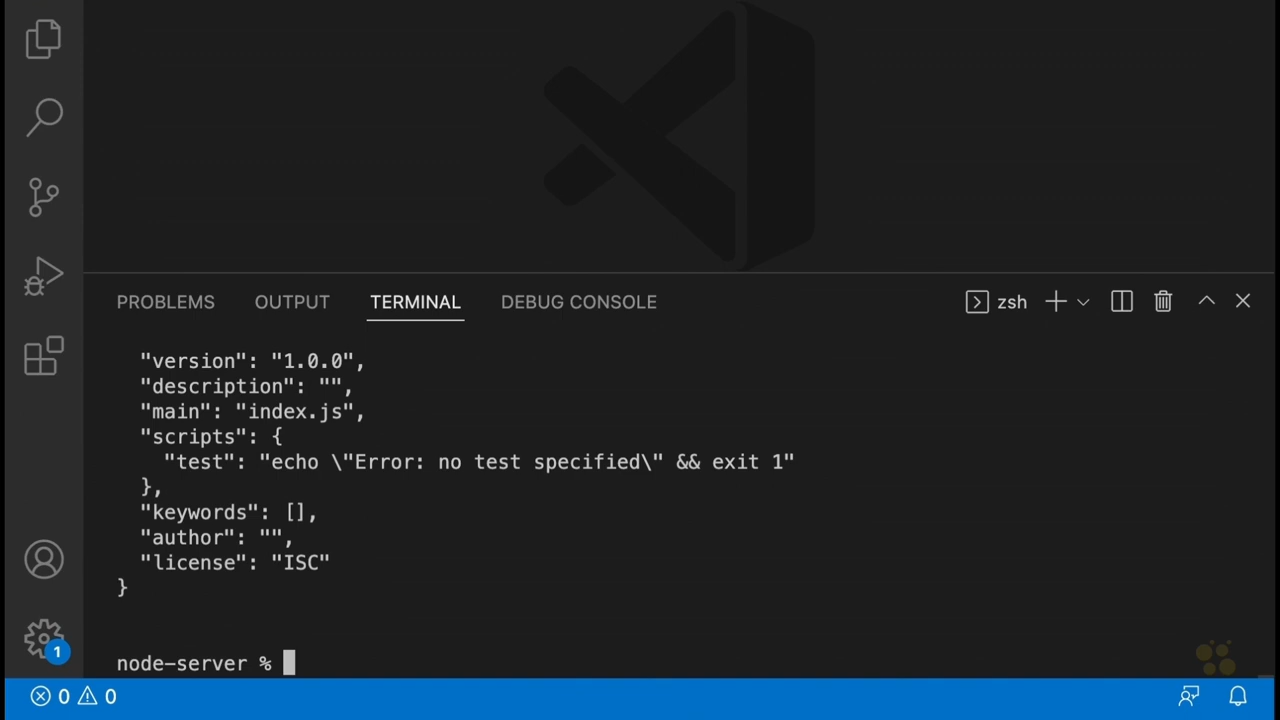 PROBLEMS OUTPUT TERMINAL DEBUG CONSOLE zsh
"version": "1.0.0",
"description": "",
"main": "index.js",
"scripts": {
"test": "echo \"Error: no test specified\" && exit 1"
},
"keywords": [],
"author": "",
"license": "ISC"
}
node-server %
1
0 0